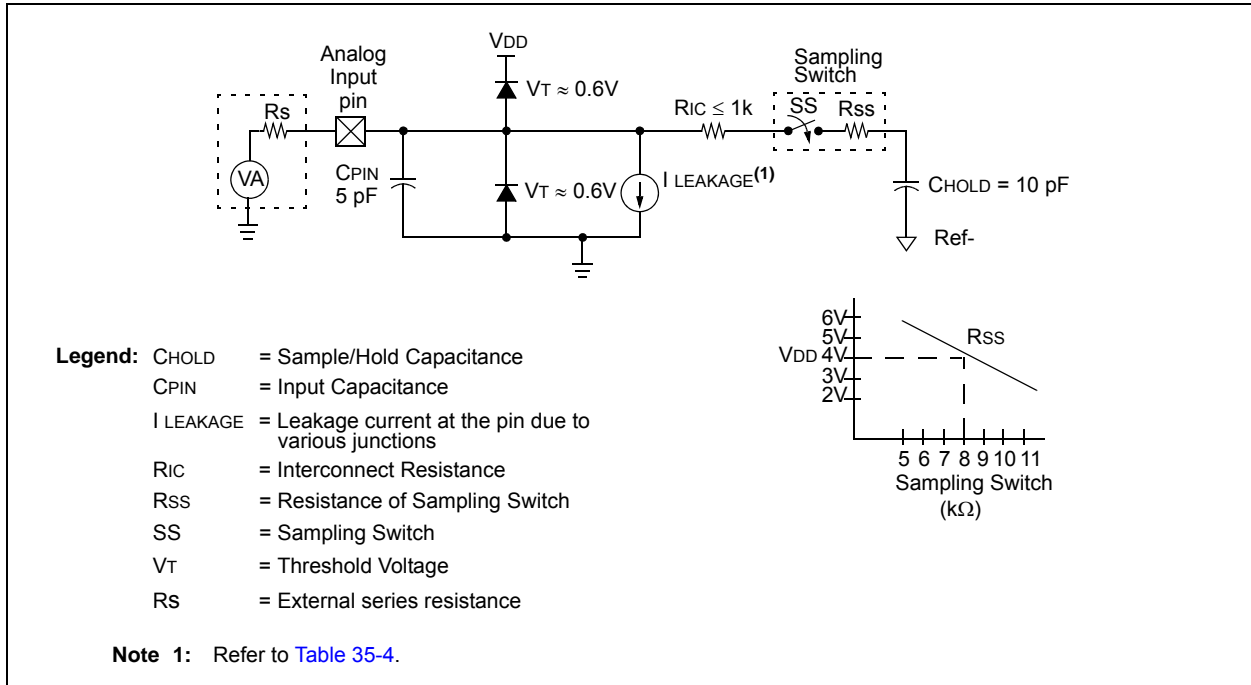 VDD
Analog
Input
pin
Sampling
Switch
VT ≈ 0.6V
RIC ≤ 1k
SS
Rss
Rs
CPIN
5 pF
VA
VT ≈ 0.6V
I LEAKAGE(1)
CHOLD = 10 pF
Ref-
6V
5V
VDD 4V
3V
2V
RSS
5 6 7 8 9 10 11
Sampling Switch
(kΩ)
Legend: CHOLD = Sample/Hold Capacitance
CPIN = Input Capacitance
I LEAKAGE = Leakage current at the pin due to
various junctions
RIC = Interconnect Resistance
RSS = Resistance of Sampling Switch
SS = Sampling Switch
VT = Threshold Voltage
Rs = External series resistance
Note 1: Refer to Table 35-4.